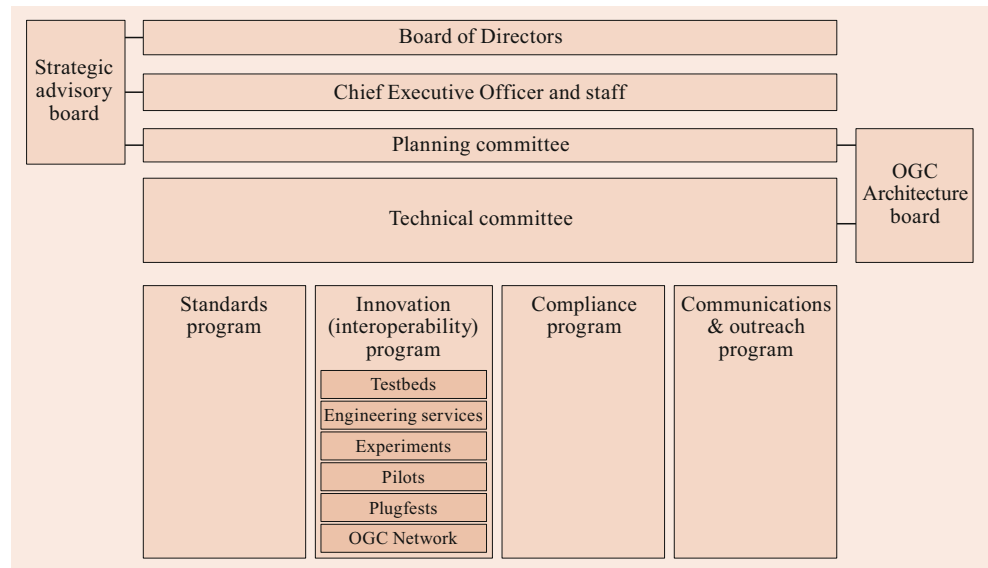 Strategic
advisory
board
Board of Directors
Chief Executive Officer and staff
Planning committee
Technical committee
OGC
Architecture
board
Standards
program
Innovation
(interoperability)
program
Testbeds
Engineering services
Experiments
Pilots
Plugfests
OGC Network
Compliance
program
Communications
& outreach
program